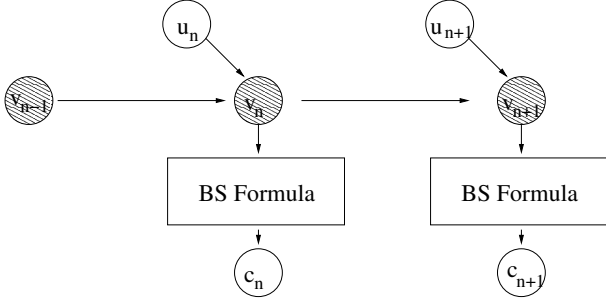 u_n u_{n+1}
v_{n−1} v_n v_{n+1}
BS Formula BS Formula
c_n c_{n+1}